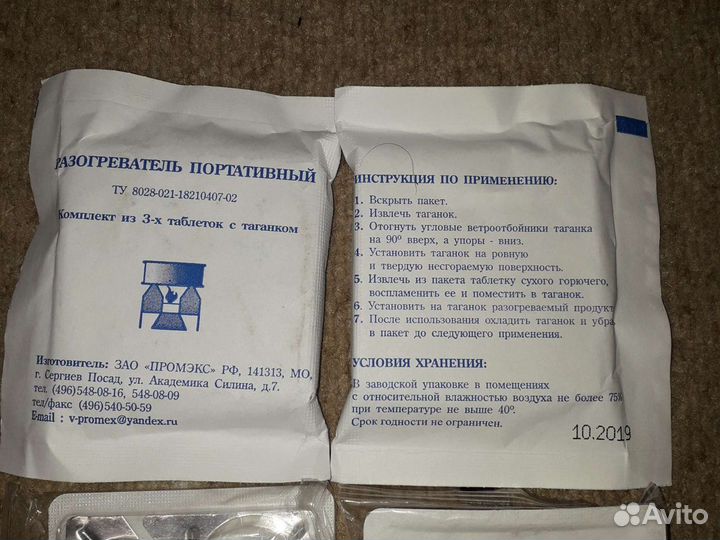 РАЗОГРЕВАТЕЛЬ ПОРТАТИВНЫЙ
ТУ 8028-021-18210407-02
Комплект из 3-х таблеток с таганком
Изготовитель: ЗАО «ПРОМЭКС» РФ, 141313, МО,
г. Сергиев Посад, ул. Академика Силина, д.7.
тел. (496)548-08-16, 548-08-09
тел/факс (496)540-50-59
E-mail : v-promex@yandex.ru
ИНСТРУКЦИЯ ПО ПРИМЕНЕНИЮ:
1. Вскрыть пакет.
2. Извлечь таганок.
3. Отогнуть угловые ветроотбойники таганка
на 90° вверх, а упоры - вниз.
4. Установить таганок на ровную
и твердую несгораемую поверхность.
5. Извлечь из пакета таблетку сухого горючего,
воспламенить ее и поместить в таганок.
6. Установить на таганок разогреваемый продукт
7. После использования охладить таганок и убра
в пакет до следующего применения.
УСЛОВИЯ ХРАНЕНИЯ:
В заводской упаковке в помещениях
с относительной влажностью воздуха не более 75%
при температуре не выше 40°.
Срок годности не ограничен.
10.2019
Avito